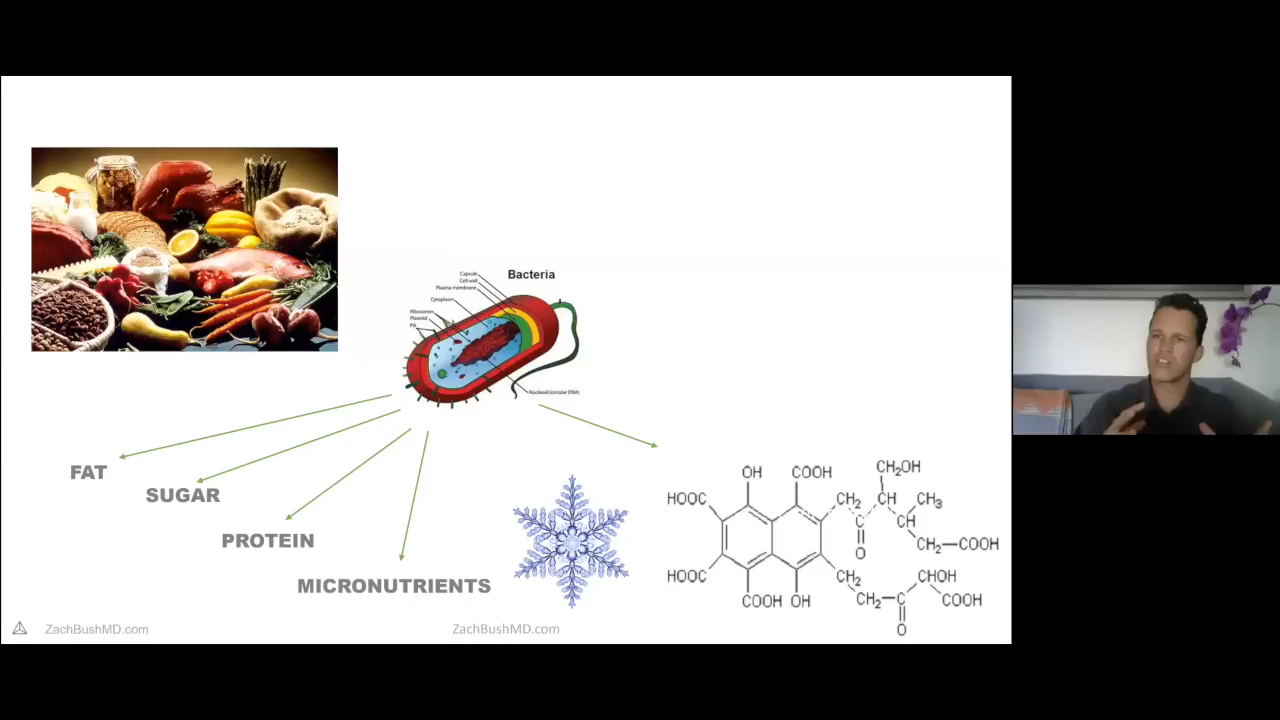 Bacteria
Capsule
Cell wall
Plasma membrane
Cytoplasm
Ribosomes
Plasmid
Pili
Nucleoid (circular DNA)
FAT
SUGAR
PROTEIN
MICRONUTRIENTS
OH
COOH
CH2OH
HOOC
CH2
CH
CH3
CH
O
CH2—COOH
HOOC
CH2
CHOH
COOH
OH
CH2
C
COOH
O
ZachBushMD.com
ZachBushMD.com